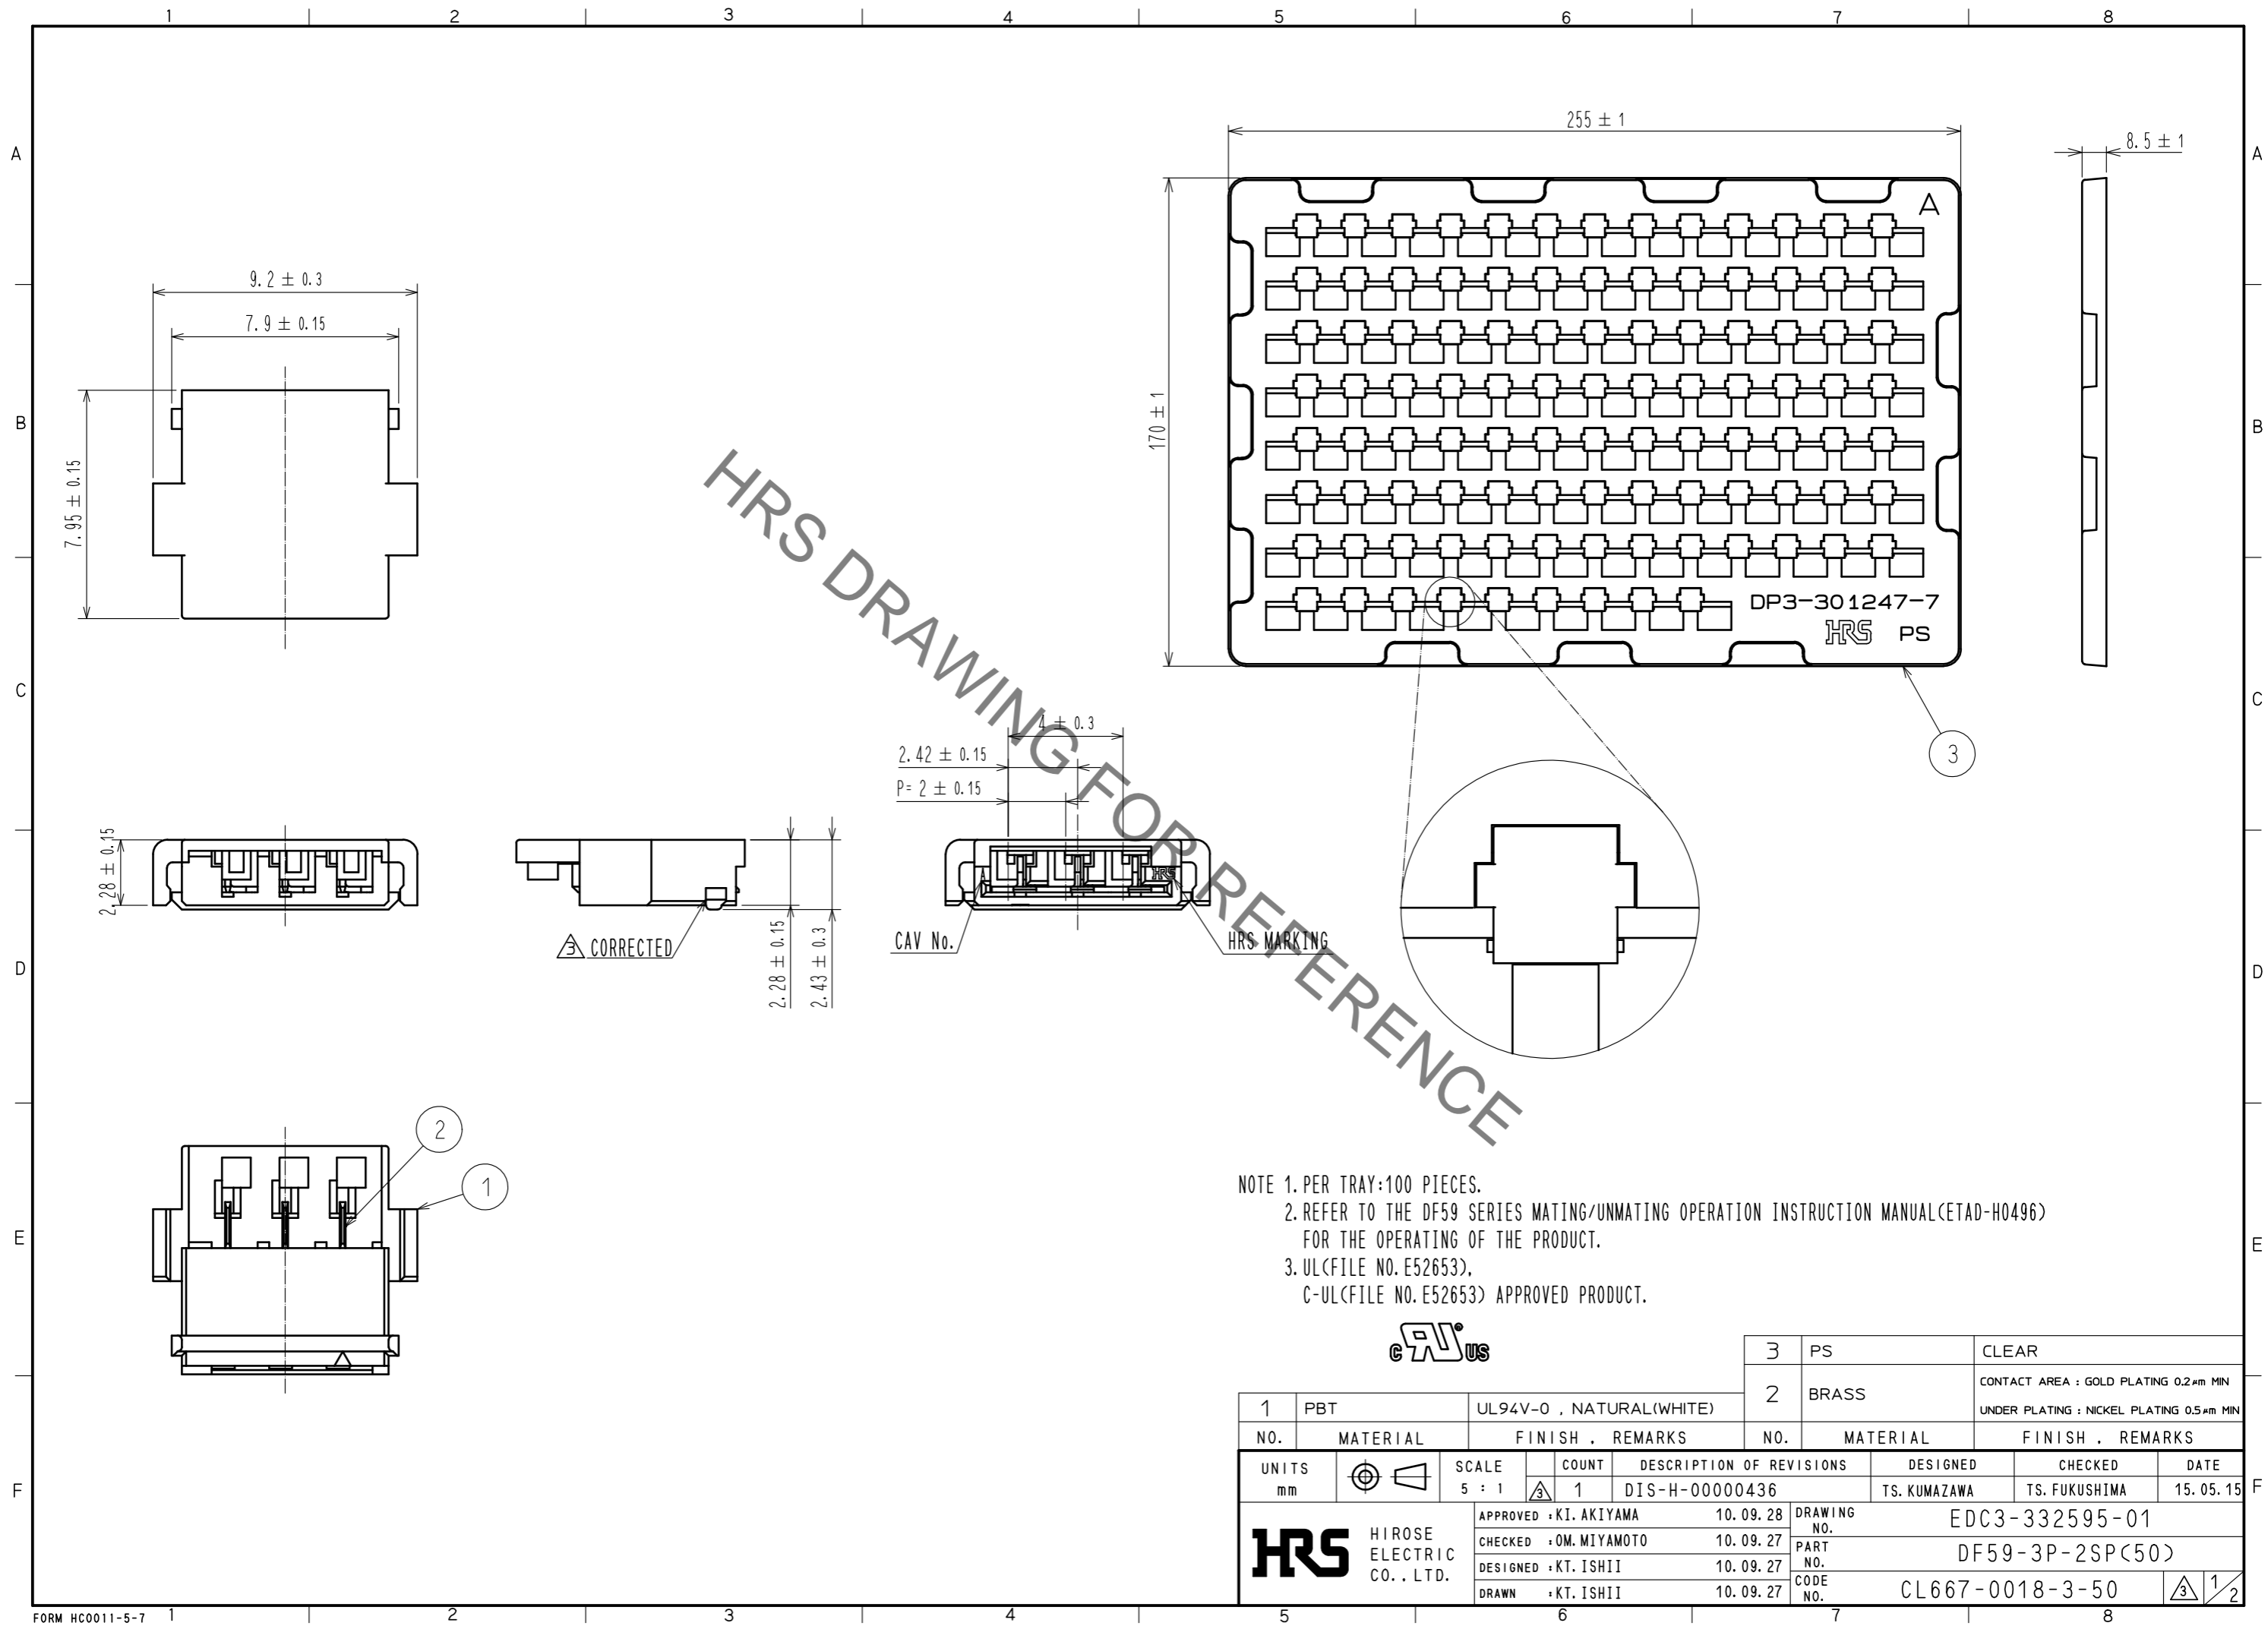 1 2 3 4 5 6 7 8
A A
B B
C C
D D
E E
F F
255 ± 1
8.5 ± 1
170 ± 1
A
DP3-301247-7
HRS PS
3
9.2 ± 0.3
7.9 ± 0.15
7.95 ± 0.15
HRS DRAWING FOR REFERENCE
4 ± 0.3
2.42 ± 0.15
P= 2 ± 0.15
2.28 ± 0.15
3 CORRECTED
2.28 ± 0.15
2.43 ± 0.3
HRS
CAV No.
HRS MARKING
2
1
NOTE 1. PER TRAY:100 PIECES.
2. REFER TO THE DF59 SERIES MATING/UNMATING OPERATION INSTRUCTION MANUAL(ETAD-H0496)
FOR THE OPERATING OF THE PRODUCT.
3. UL(FILE NO. E52653),
C-UL(FILE NO. E52653) APPROVED PRODUCT.
c RU ® US
3 PS CLEAR
2 BRASS CONTACT AREA : GOLD PLATING 0.2μm MIN
UNDER PLATING : NICKEL PLATING 0.5μm MIN
1 PBT UL94V-0 , NATURAL(WHITE)
NO. MATERIAL FINISH , REMARKS NO. MATERIAL FINISH , REMARKS
UNITS
mm
SCALE
5 : 1
COUNT DESCRIPTION OF REVISIONS DESIGNED CHECKED DATE
3 1 DIS-H-00000436 TS. KUMAZAWA TS. FUKUSHIMA 15. 05. 15
HRS HIROSE
ELECTRIC
CO., LTD.
APPROVED : KI. AKIYAMA 10. 09. 28
CHECKED : OM. MIYAMOTO 10. 09. 27
DESIGNED : KT. ISHII 10. 09. 27
DRAWN : KT. ISHII 10. 09. 27
DRAWING NO. EDC3-332595-01
PART NO. DF59-3P-2SP(50)
CODE NO. CL667-0018-3-50 3 1/2
FORM HC0011-5-7 1 2 3 4 5 6 7 8